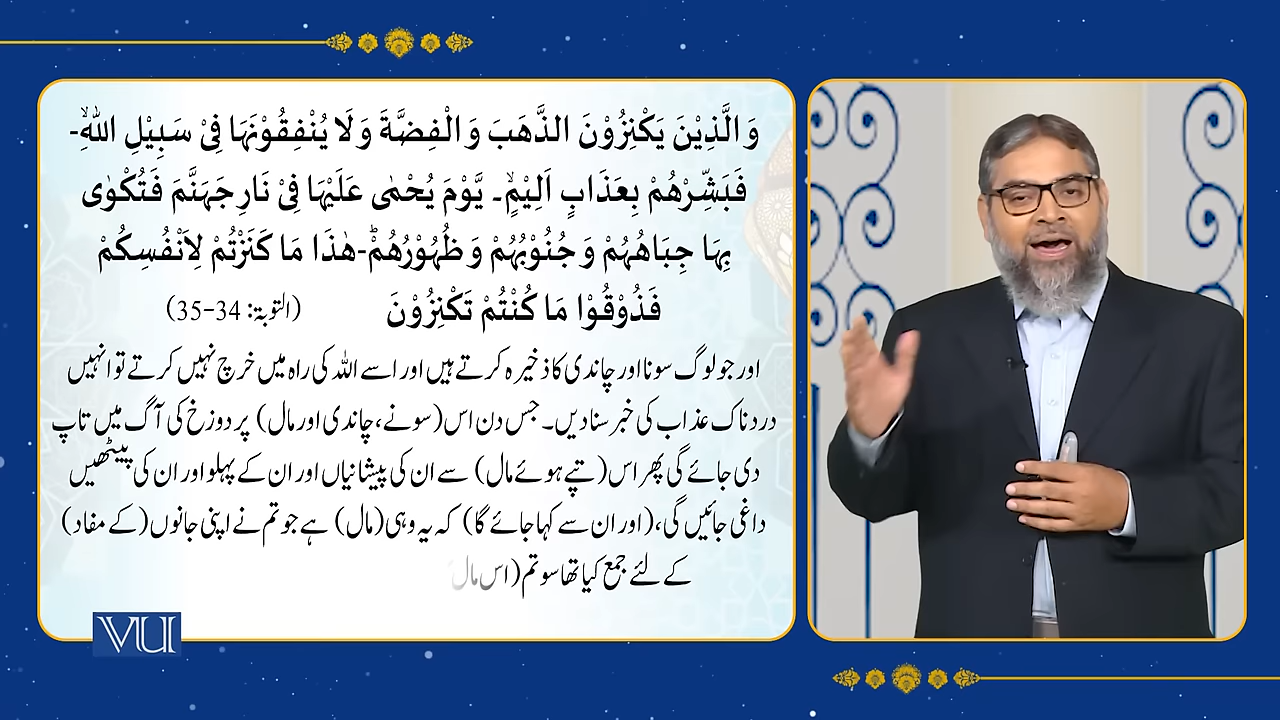 وَ الَّذِیْنَ یَكْنِزُوْنَ الذَّهَبَ وَ الْفِضَّةَ وَ لَا یُنْفِقُوْنَهَا فِیْ سَبِیْلِ اللّٰهِۙ-
فَبَشِّرْهُمْ بِعَذَابٍ اَلِیْمٍۙ۔ یَّوْمَ یُحْمٰی عَلَیْهَا فِیْ نَارِ جَهَنَّمَ فَتُكْوٰی
بِهَا جِبَاهُهُمْ وَ جُنُوْبُهُمْ وَ ظُهُوْرُهُمْؕ-هٰذَا مَا كَنَزْتُمْ لِاَنْفُسِكُمْ
فَذُوْقُوْا مَا كُنْتُمْ تَكْنِزُوْنَ (التوبۃ: 34-35)
اور جو لوگ سونا اور چاندی کا ذخیرہ کرتے ہیں اور اسے اللہ کی راہ میں خرچ نہیں کرتے تو انہیں
دردناک عذاب کی خبر سنا دیں۔ جس دن اس (سونے، چاندی اور مال) پر دوزخ کی آگ میں تاپ
دی جائے گی پھر اس (تپے ہوئے مال) سے ان کی پیشانیاں اور ان کے پہلو اور ان کی پیٹھیں
داغی جائیں گی، (اور ان سے کہا جائے گا) کہ یہ وہی (مال) ہے جو تم نے اپنی جانوں (کے مفاد)
کے لئے جمع کیا تھا سو تم (اس مال
VU